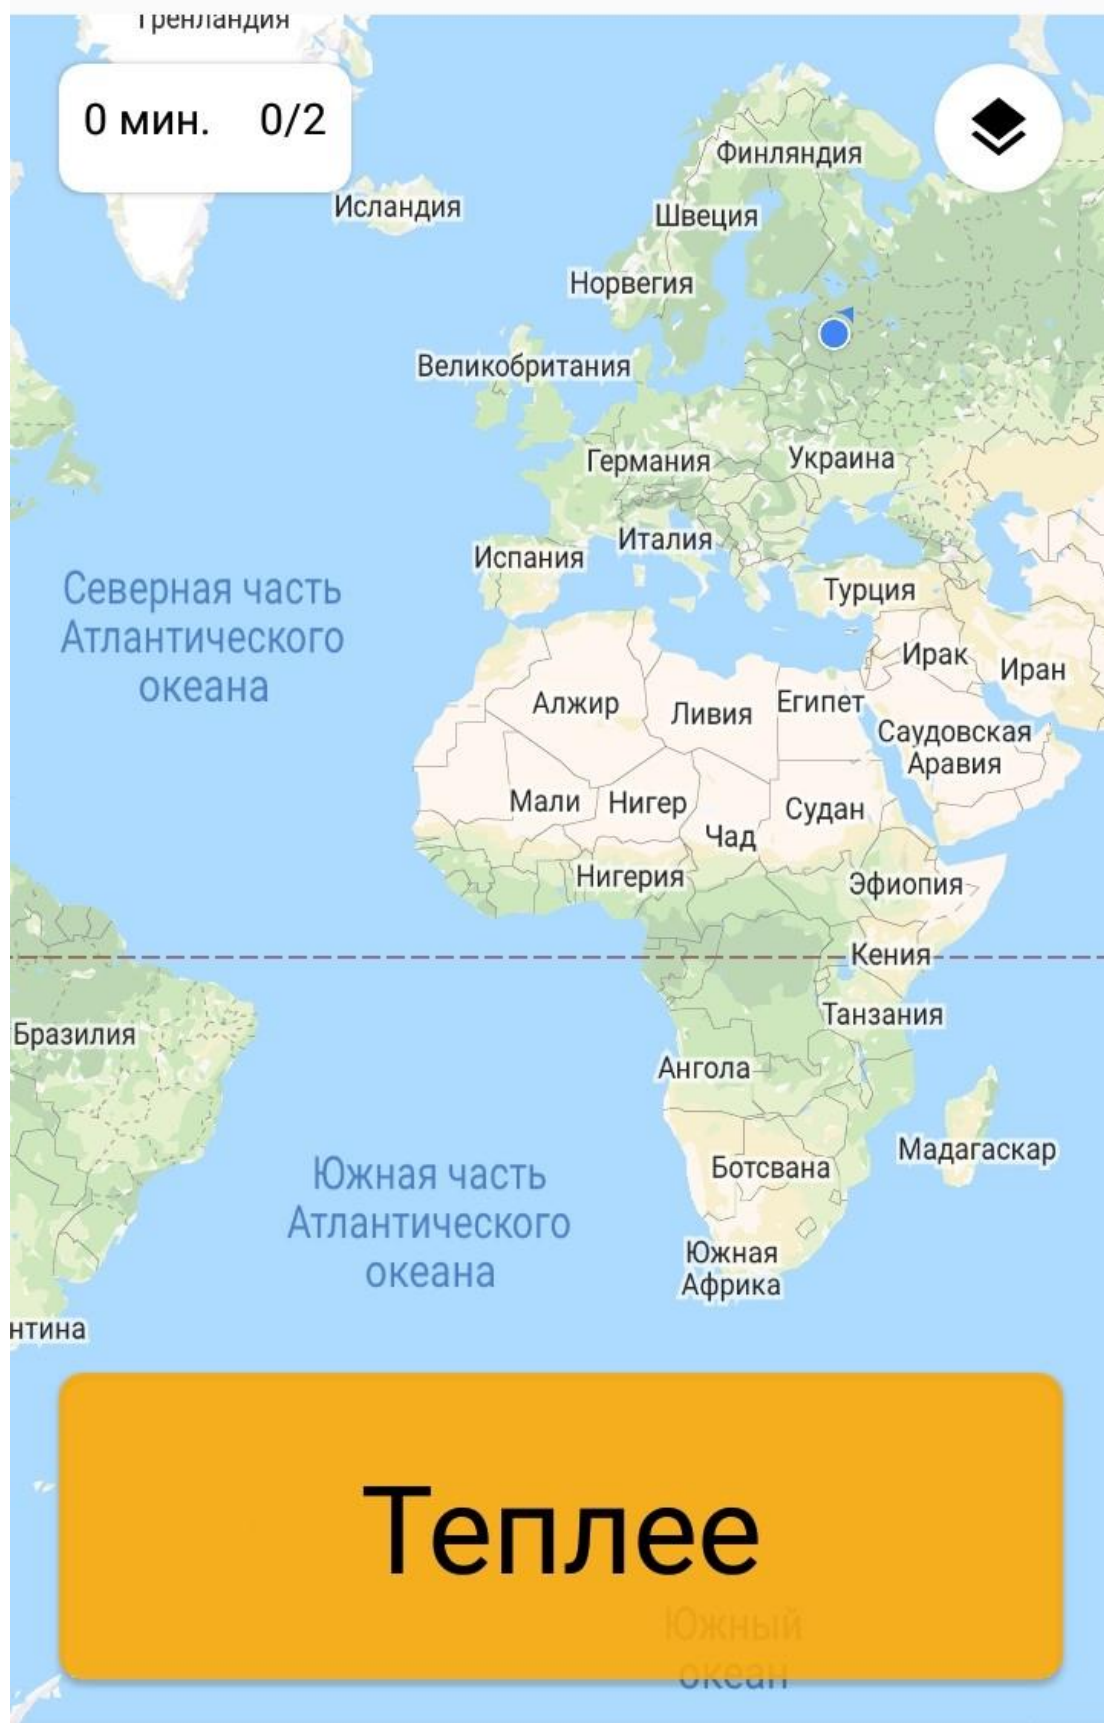 Гренландия
0 мин. 0/2
Финляндия
Исландия
Швеция
Норвегия
Великобритания
Германия
Украина
Италия
Испания
Северная часть
Атлантического
океана
Турция
Ирак
Иран
Алжир
Ливия
Египет
Саудовская
Аравия
Мали
Нигер
Судан
Чад
Нигерия
Эфиопия
Кения
Бразилия
Танзания
Ангола
Мадагаскар
Ботсвана
Южная часть
Атлантического
океана
Южная
Африка
нтина
Теплее
Южный
океан